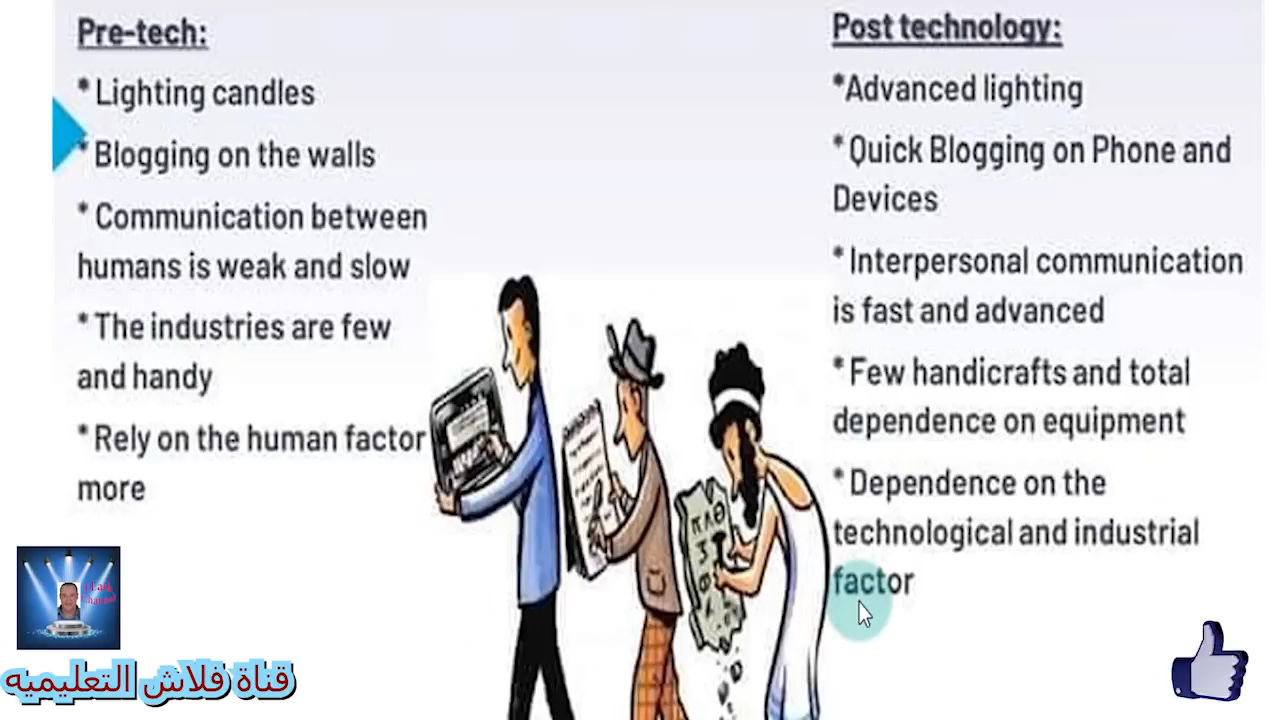 Pre-tech:
* Lighting candles
* Blogging on the walls
* Communication between
humans is weak and slow
* The industries are few
and handy
* Rely on the human factor
more
Post technology:
*Advanced lighting
* Quick Blogging on Phone and
Devices
* Interpersonal communication
is fast and advanced
* Few handicrafts and total
dependence on equipment
* Dependence on the
technological and industrial
factor
πΛΘ
Flash
Channel
قناة فلاش التعليميه